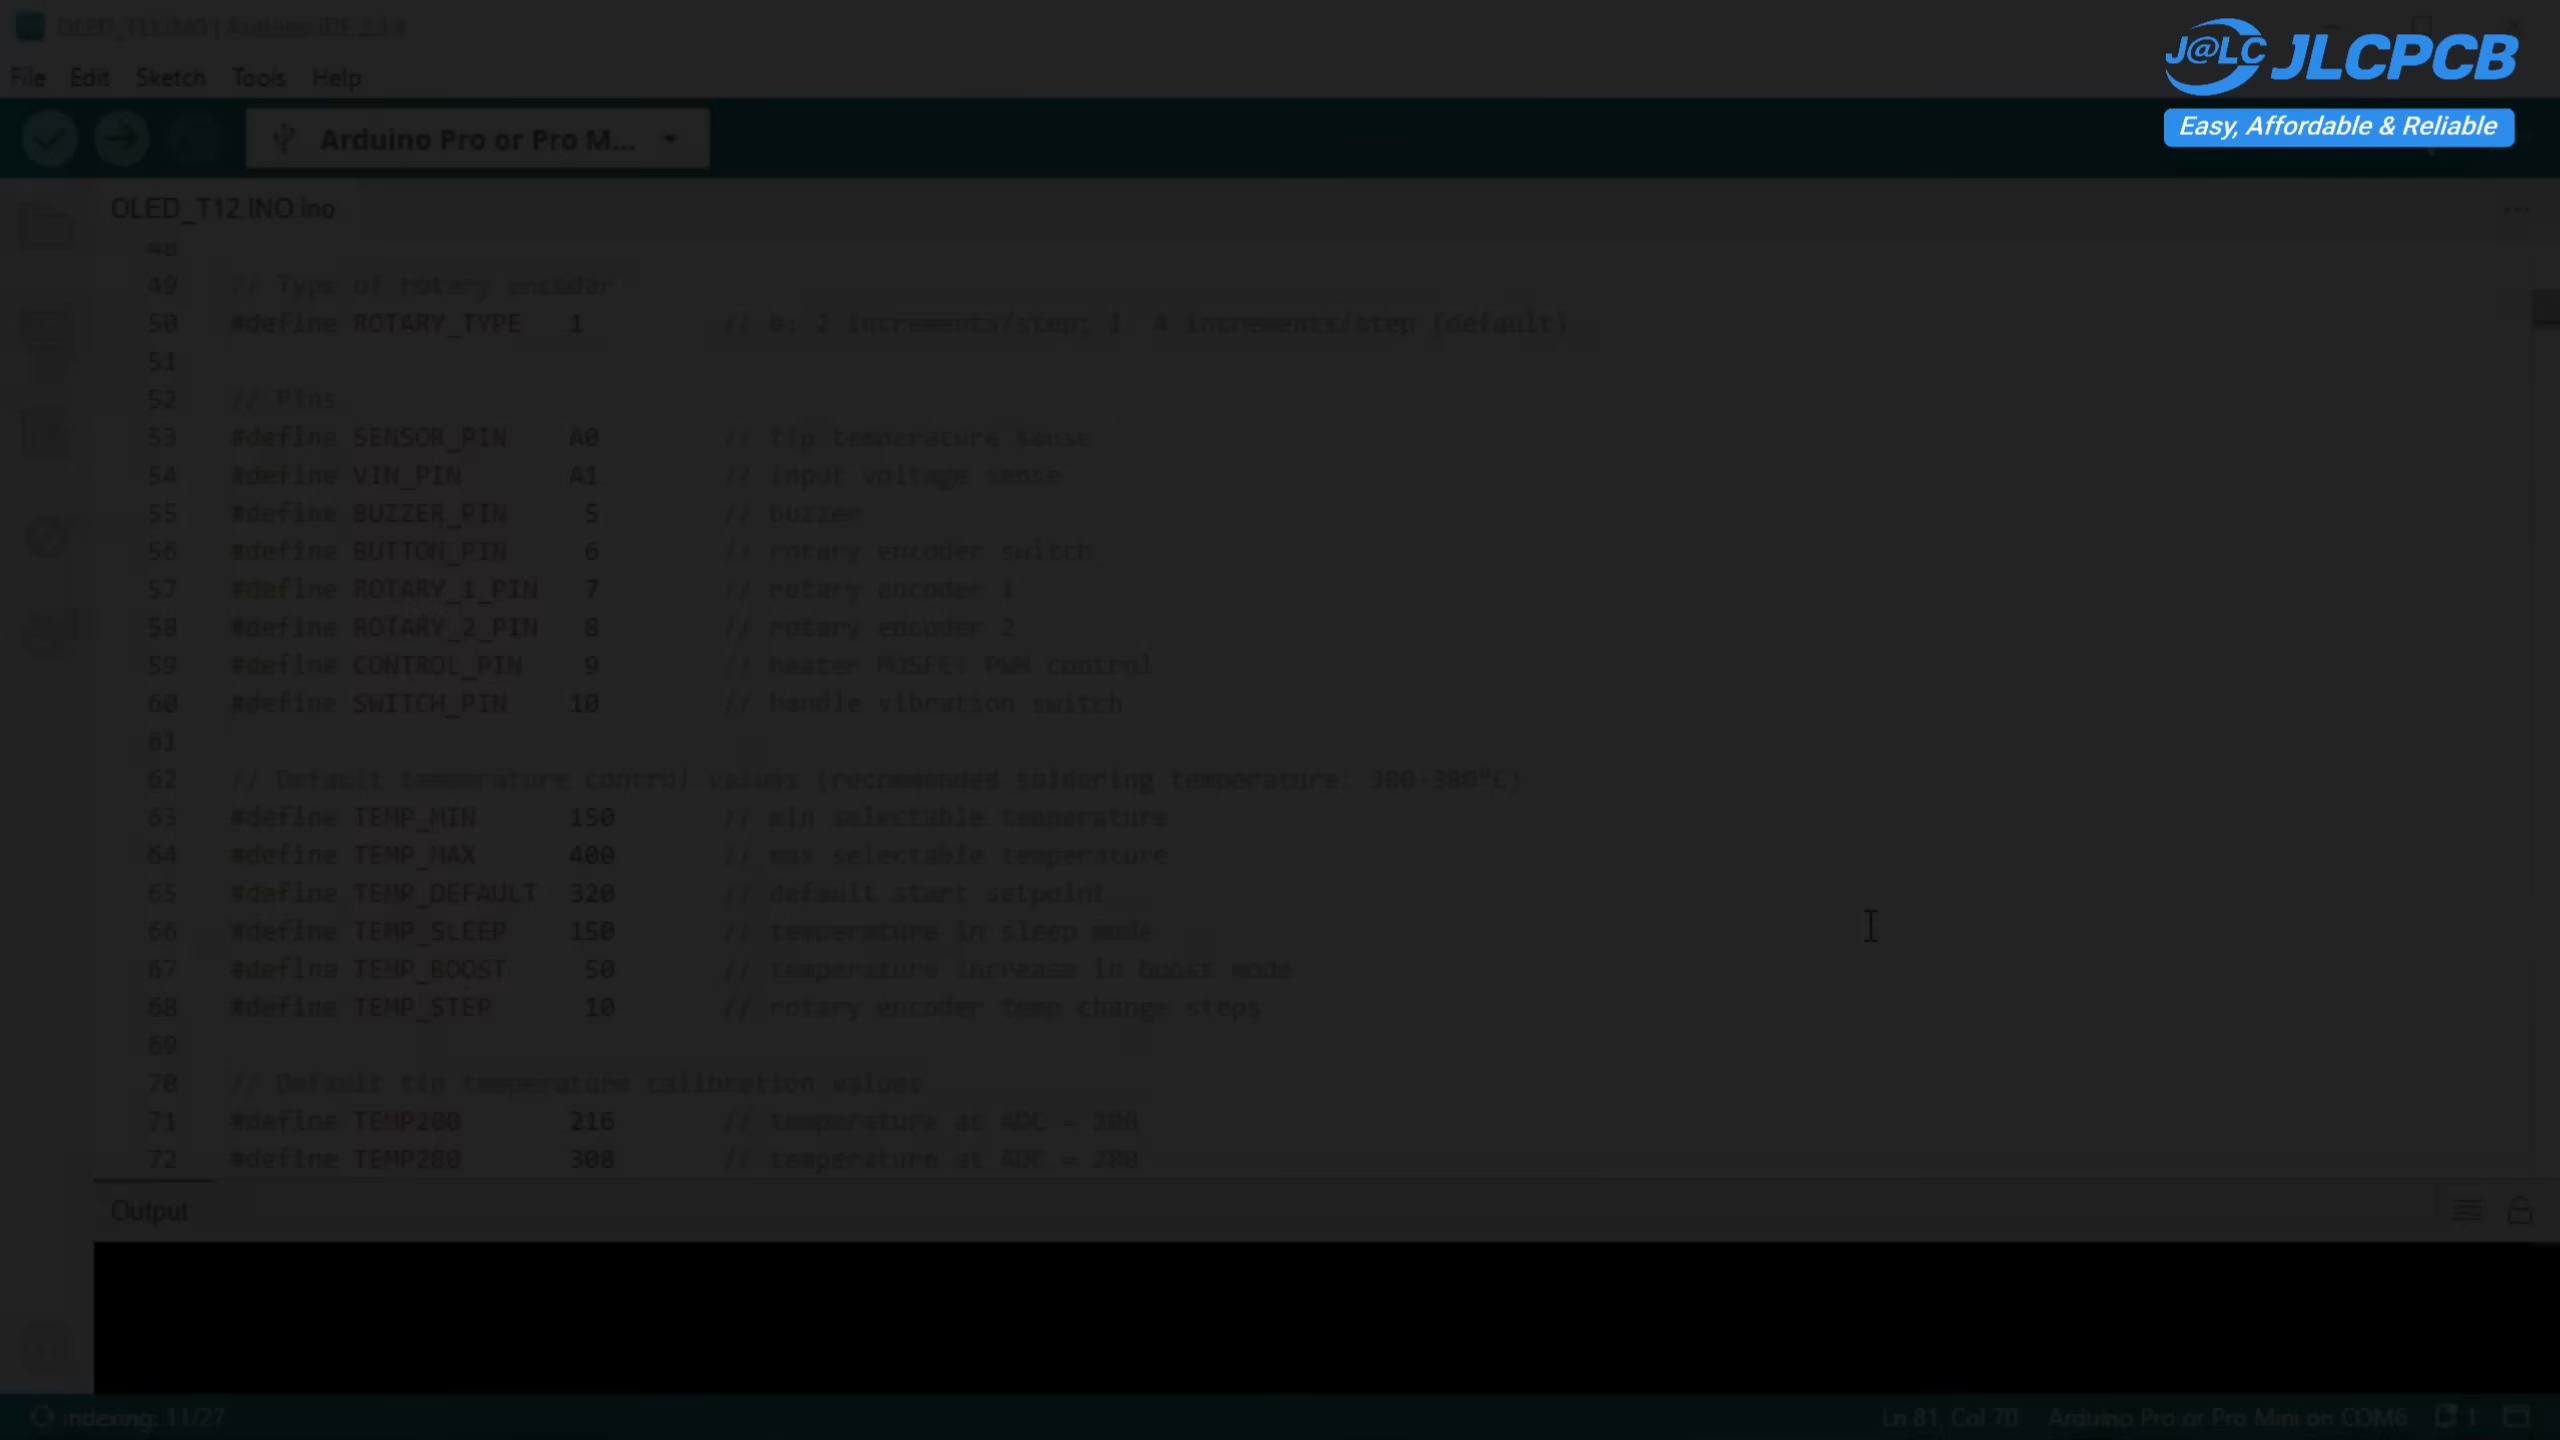 OLED_T12.INO | Arduino IDE 2.3.4
J@LC JLCPCB
File Edit Sketch Tools Help
Easy, Affordable & Reliable
Arduino Pro or Pro M...
OLED_T12.INO.ino
48
49 // Type of rotary encoder
50 #define ROTARY_TYPE 1 // 0: 2 increments/step; 1: 4 increments/step (default)
51
52 // Pins
53 #define SENSOR_PIN A0 // tip temperature sense
54 #define VIN_PIN A1 // input voltage sense
55 #define BUZZER_PIN 5 // buzzer
56 #define BUTTON_PIN 6 // rotary encoder switch
57 #define ROTARY_1_PIN 7 // rotary encoder 1
58 #define ROTARY_2_PIN 8 // rotary encoder 2
59 #define CONTROL_PIN 9 // heater MOSFET PWM control
60 #define SWITCH_PIN 10 // handle vibration switch
61
62 // Default temperature control values (recommended soldering temperature: 300-380°C)
63 #define TEMP_MIN 150 // min selectable temperature
64 #define TEMP_MAX 400 // max selectable temperature
65 #define TEMP_DEFAULT 320 // default start setpoint
66 #define TEMP_SLEEP 150 // temperature in sleep mode
67 #define TEMP_BOOST 50 // temperature increase in boost mode
68 #define TEMP_STEP 10 // rotary encoder temp change steps
69
70 // Default tip temperature calibration values
71 #define TEMP200 216 // temperature at ADC = 200
72 #define TEMP280 308 // temperature at ADC = 280
Output
indexing: 11/27 Ln 81, Col 70 Arduino Pro or Pro Mini on COM6 1